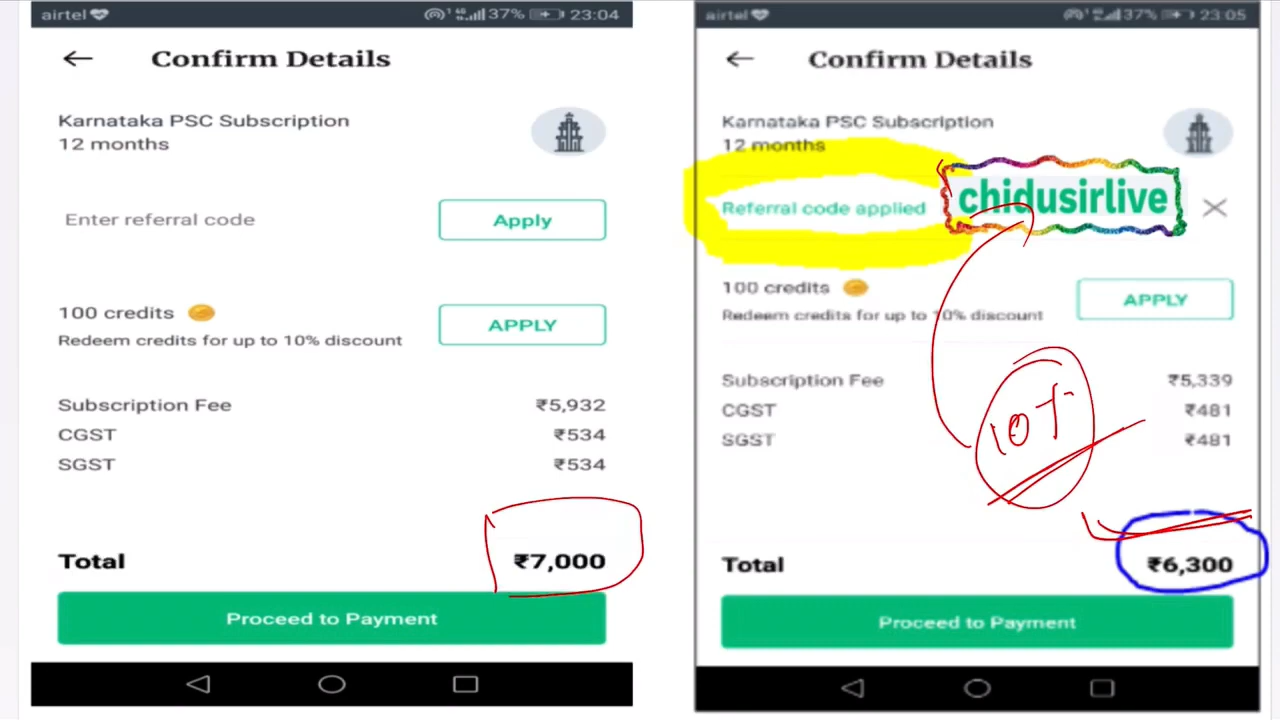 airtel 4G 37% 23:04
Confirm Details
Karnataka PSC Subscription
12 months
Enter referral code Apply
100 credits APPLY
Redeem credits for up to 10% discount
Subscription Fee ₹5,932
CGST ₹534
SGST ₹534
Total ₹7,000
Proceed to Payment
airtel 37% 23:05
Confirm Details
Karnataka PSC Subscription
12 months
Referral code applied chidusirlive
100 credits APPLY
Redeem credits for up to 10% discount
Subscription Fee ₹5,339
CGST ₹481
SGST ₹481
10%
Total ₹6,300
Proceed to Payment